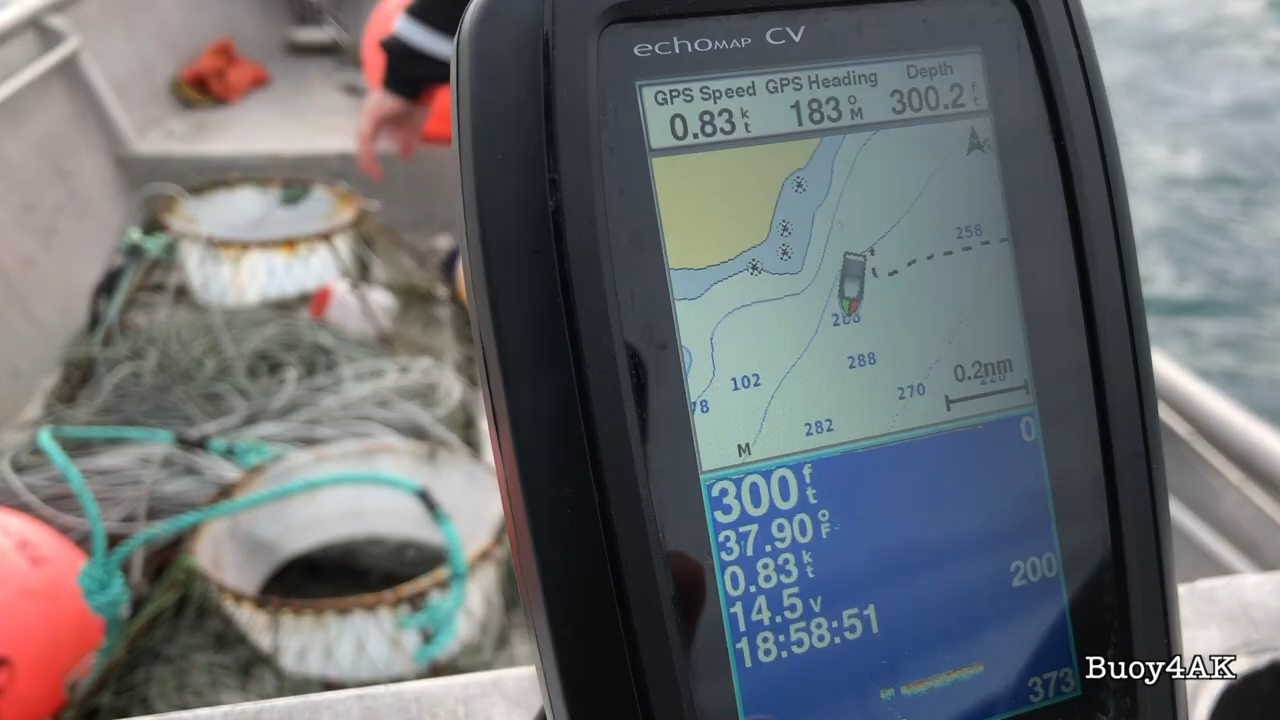 echoMAP CV
GPS Speed GPS Heading Depth
0.83 kt 183 °M 300.2 ft
258
288
102
270
0.2nm
78
282
M
0
300 ft
37.90 °F
0.83 kt
200
14.5 v
18:58:51
373
Buoy4AK